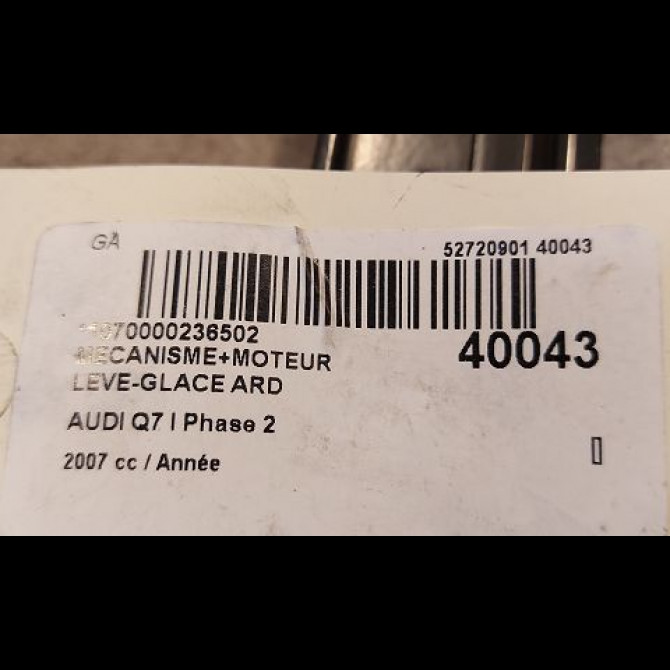 GA
52720901 40043
40043
MECANISME+MOTEUR
LEVE-GLACE ARD
AUDI Q7 I Phase 2
2007 cc / Année